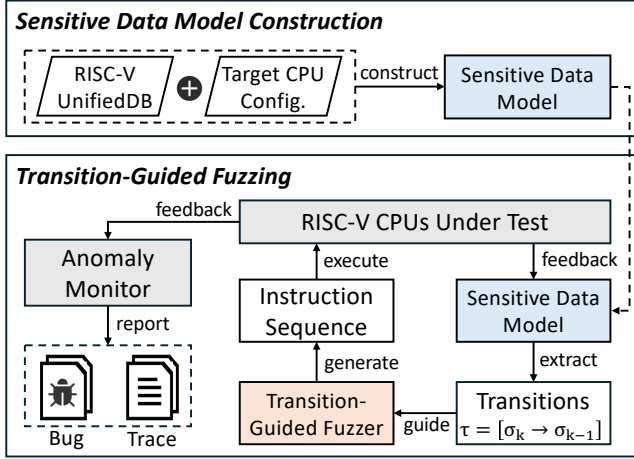 Sensitive Data Model Construction
RISC-V
UnifiedDB
+
Target CPU
Config.
construct
Sensitive Data
Model
Transition-Guided Fuzzing
feedback
RISC-V CPUs Under Test
Anomaly
Monitor
execute
feedback
Instruction
Sequence
Sensitive Data
Model
report
generate
extract
Bug
Trace
Transition-
Guided Fuzzer
guide
Transitions
τ = [σₖ → σₖ₋₁]